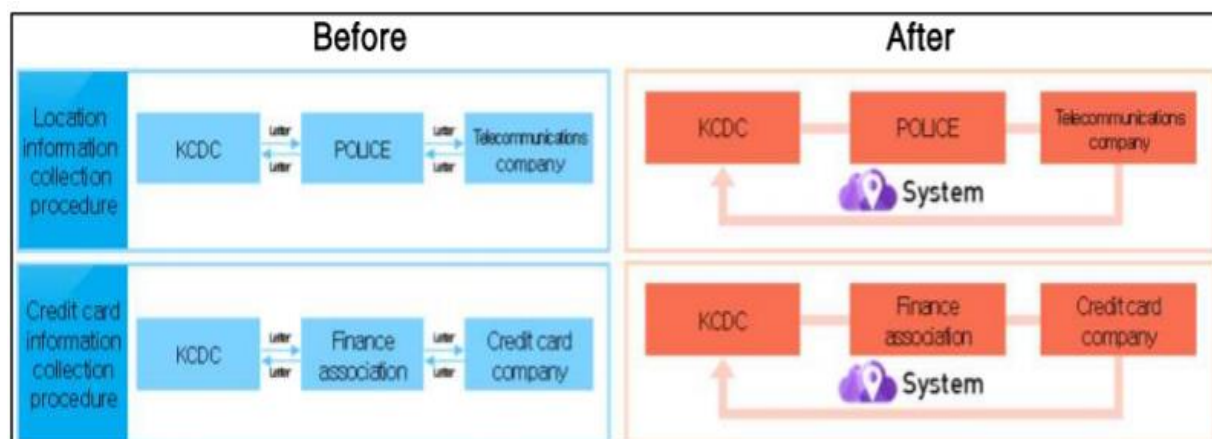 Before
After
Location
information
collection
procedure
KCDC
Letter
Letter
POLICE
Letter
Letter
Telecommunications
company
KCDC
POLICE
Telecommunications
company
System
Credit card
information
collection
procedure
KCDC
Letter
Letter
Finance
association
Letter
Letter
Credit card
company
KCDC
Finance
association
Credit card
company
System